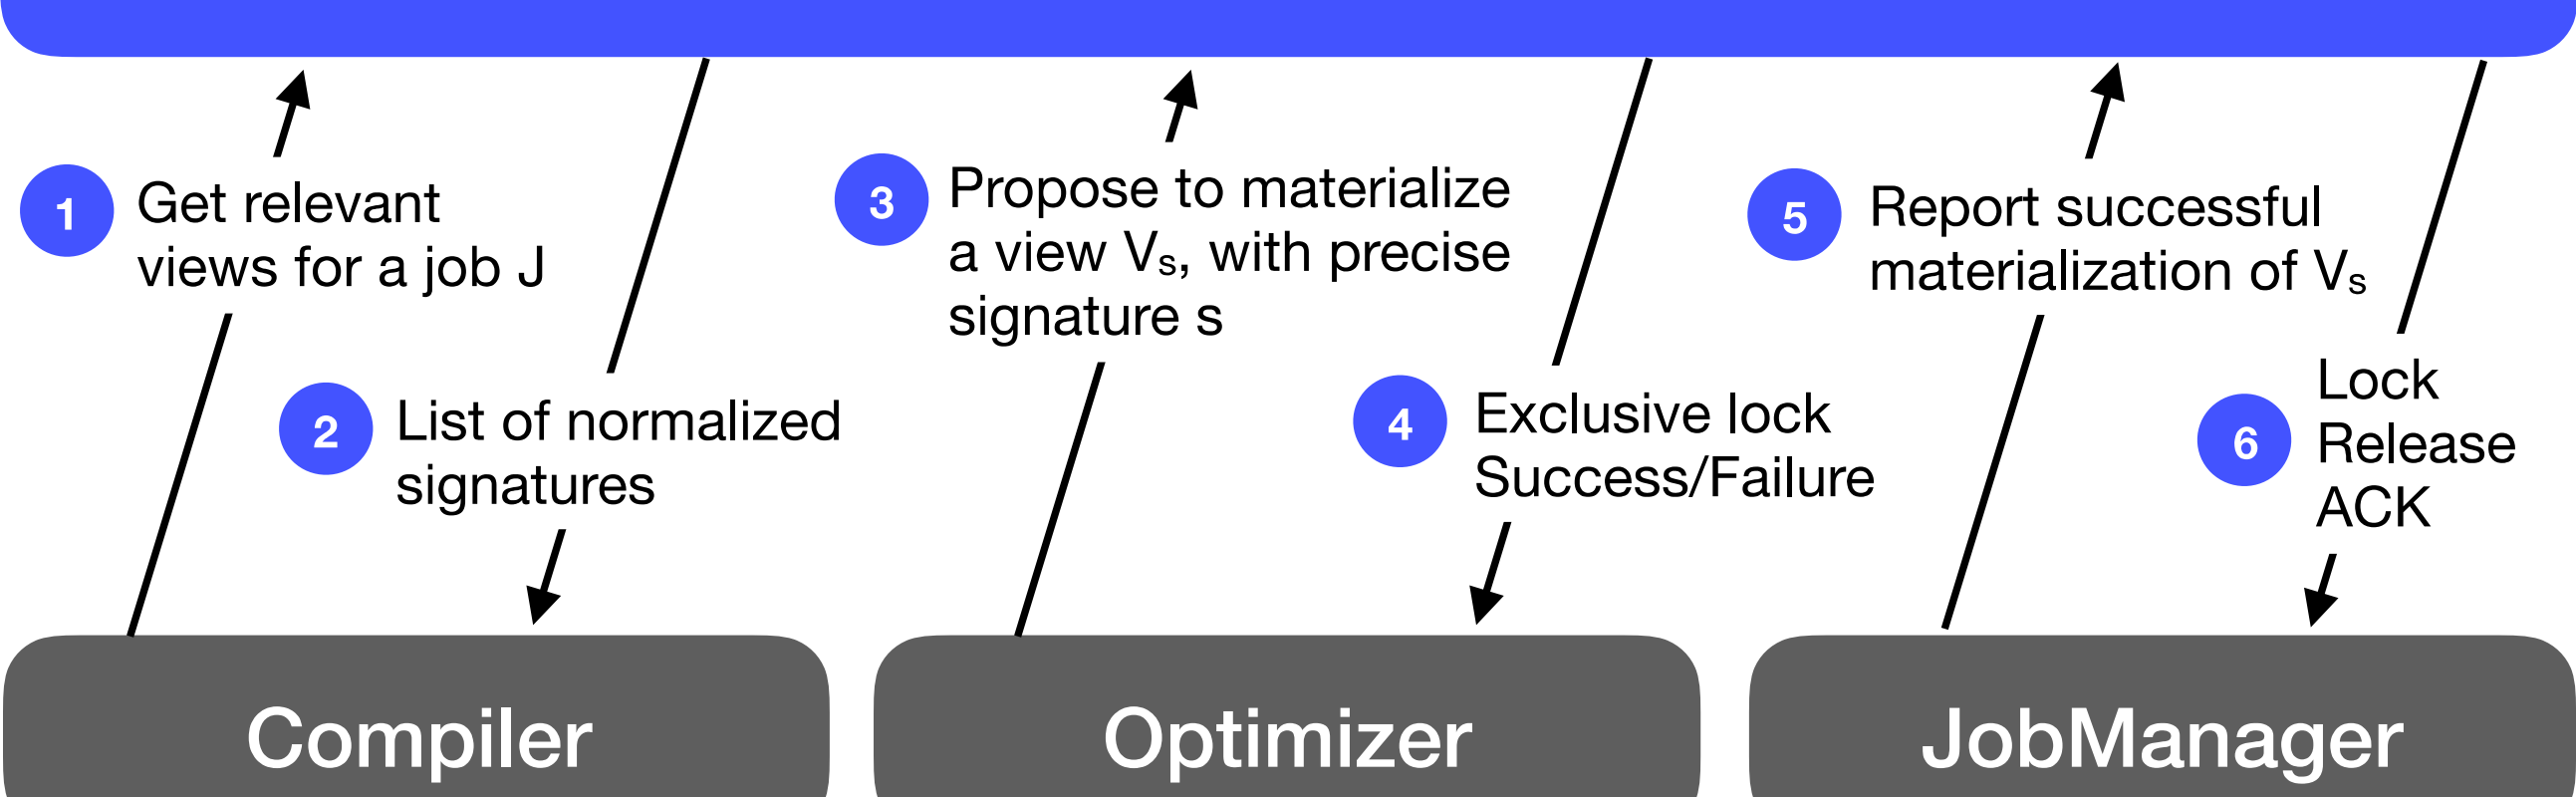 1
Get relevant
views for a job J
2
List of normalized
signatures
3
Propose to materialize
a view Vs, with precise
signature s
4
Exclusive lock
Success/Failure
5
Report successful
materialization of Vs
6
Lock
Release
ACK
Compiler
Optimizer
JobManager